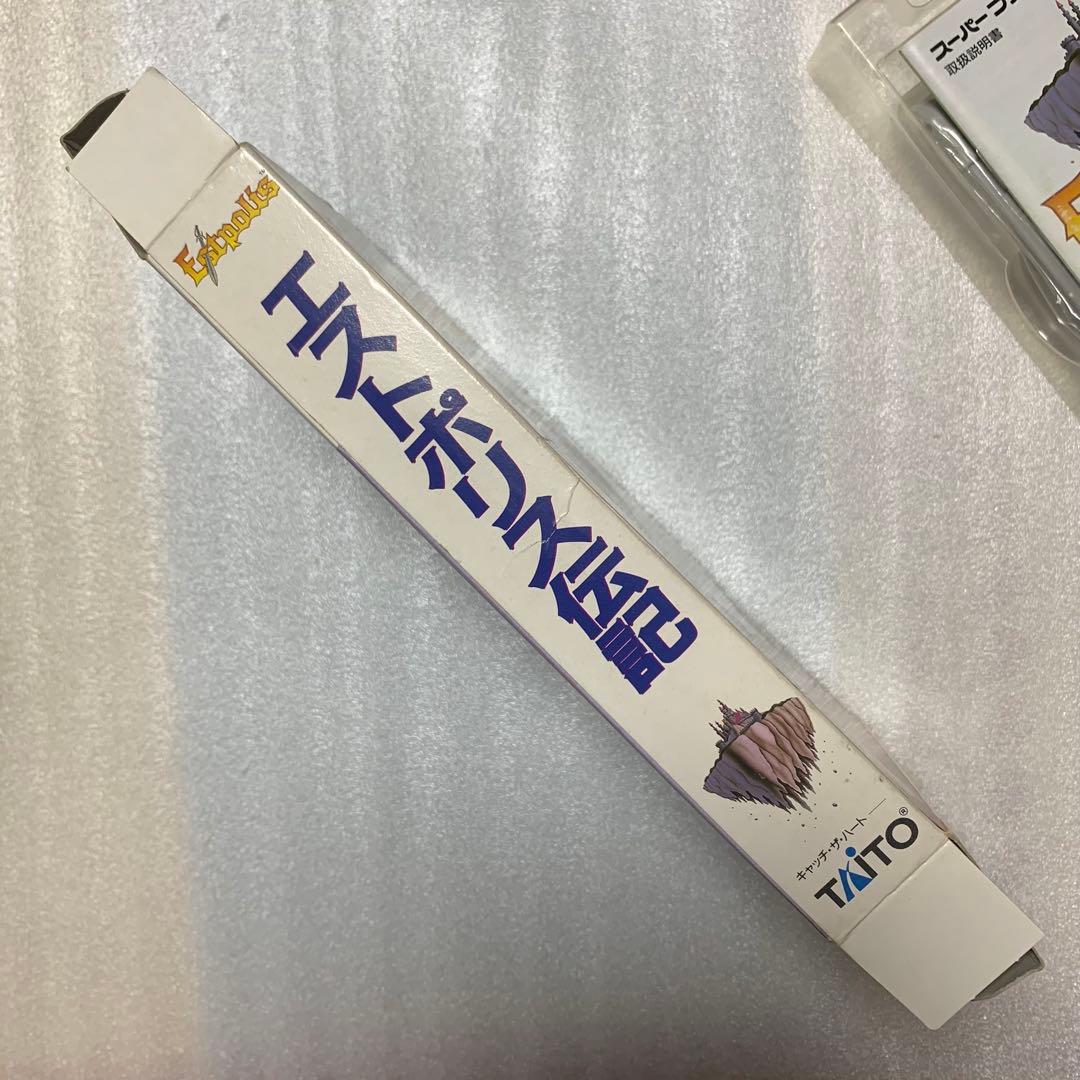 Estpolis
エストポリス伝記
キャッチ・ザ・ハート
TAITO®
スーパーファ
取扱説明書